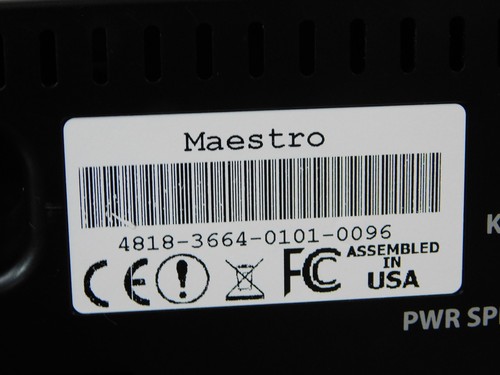 Maestro
4818-3664-0101-0096
CE
FC
ASSEMBLED
IN
USA
K
PWR SP